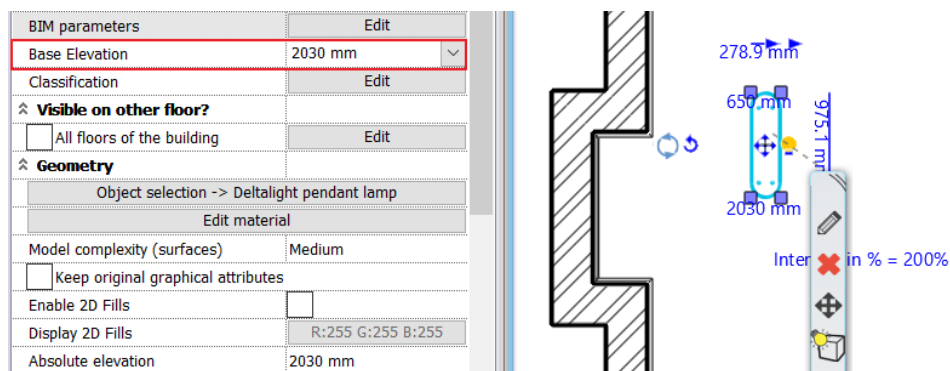 BIM parameters Edit
Base Elevation 2030 mm
Classification Edit
Visible on other floor?
All floors of the building Edit
Geometry
Object selection -> Deltalight pendant lamp
Edit material
Model complexity (surfaces) Medium
Keep original graphical attributes
Enable 2D Fills
Display 2D Fills R:255 G:255 B:255
Absolute elevation 2030 mm
278.9 mm
650 mm
975.1 mm
2030 mm
in % = 200%